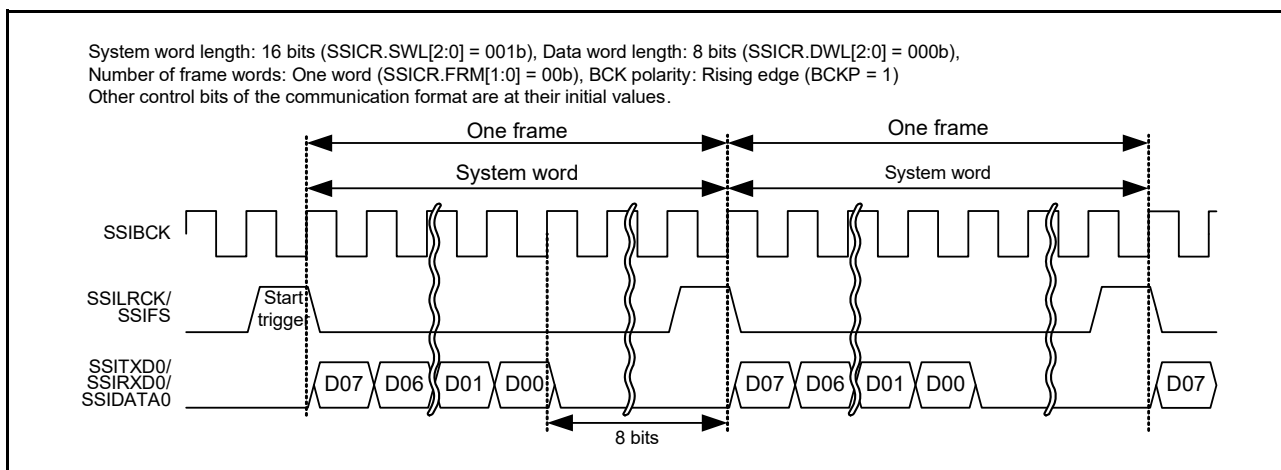 System word length: 16 bits (SSICR.SWL[2:0] = 001b), Data word length: 8 bits (SSICR.DWL[2:0] = 000b),
Number of frame words: One word (SSICR.FRM[1:0] = 00b), BCK polarity: Rising edge (BCKP = 1)
Other control bits of the communication format are at their initial values.
One frame One frame
System word System word
SSIBCK
SSILRCK/
SSIFS
Start
trigger
SSITXD0/
SSIRXD0/
SSIDATA0
D07 D06 D01 D00 D07 D06 D01 D00 D07
8 bits